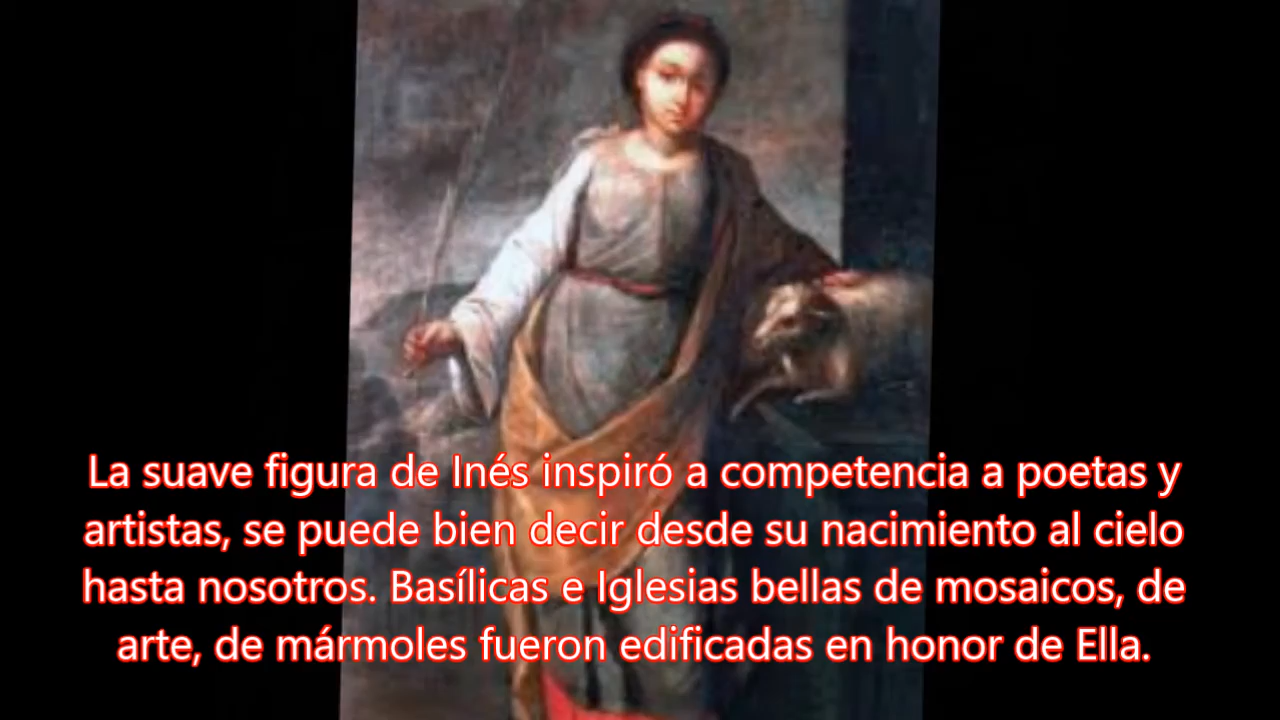 La suave figura de Inés inspiró a competencia a poetas y
artistas, se puede bien decir desde su nacimiento al cielo
hasta nosotros. Basílicas e Iglesias bellas de mosaicos, de
arte, de mármoles fueron edificadas en honor de Ella.